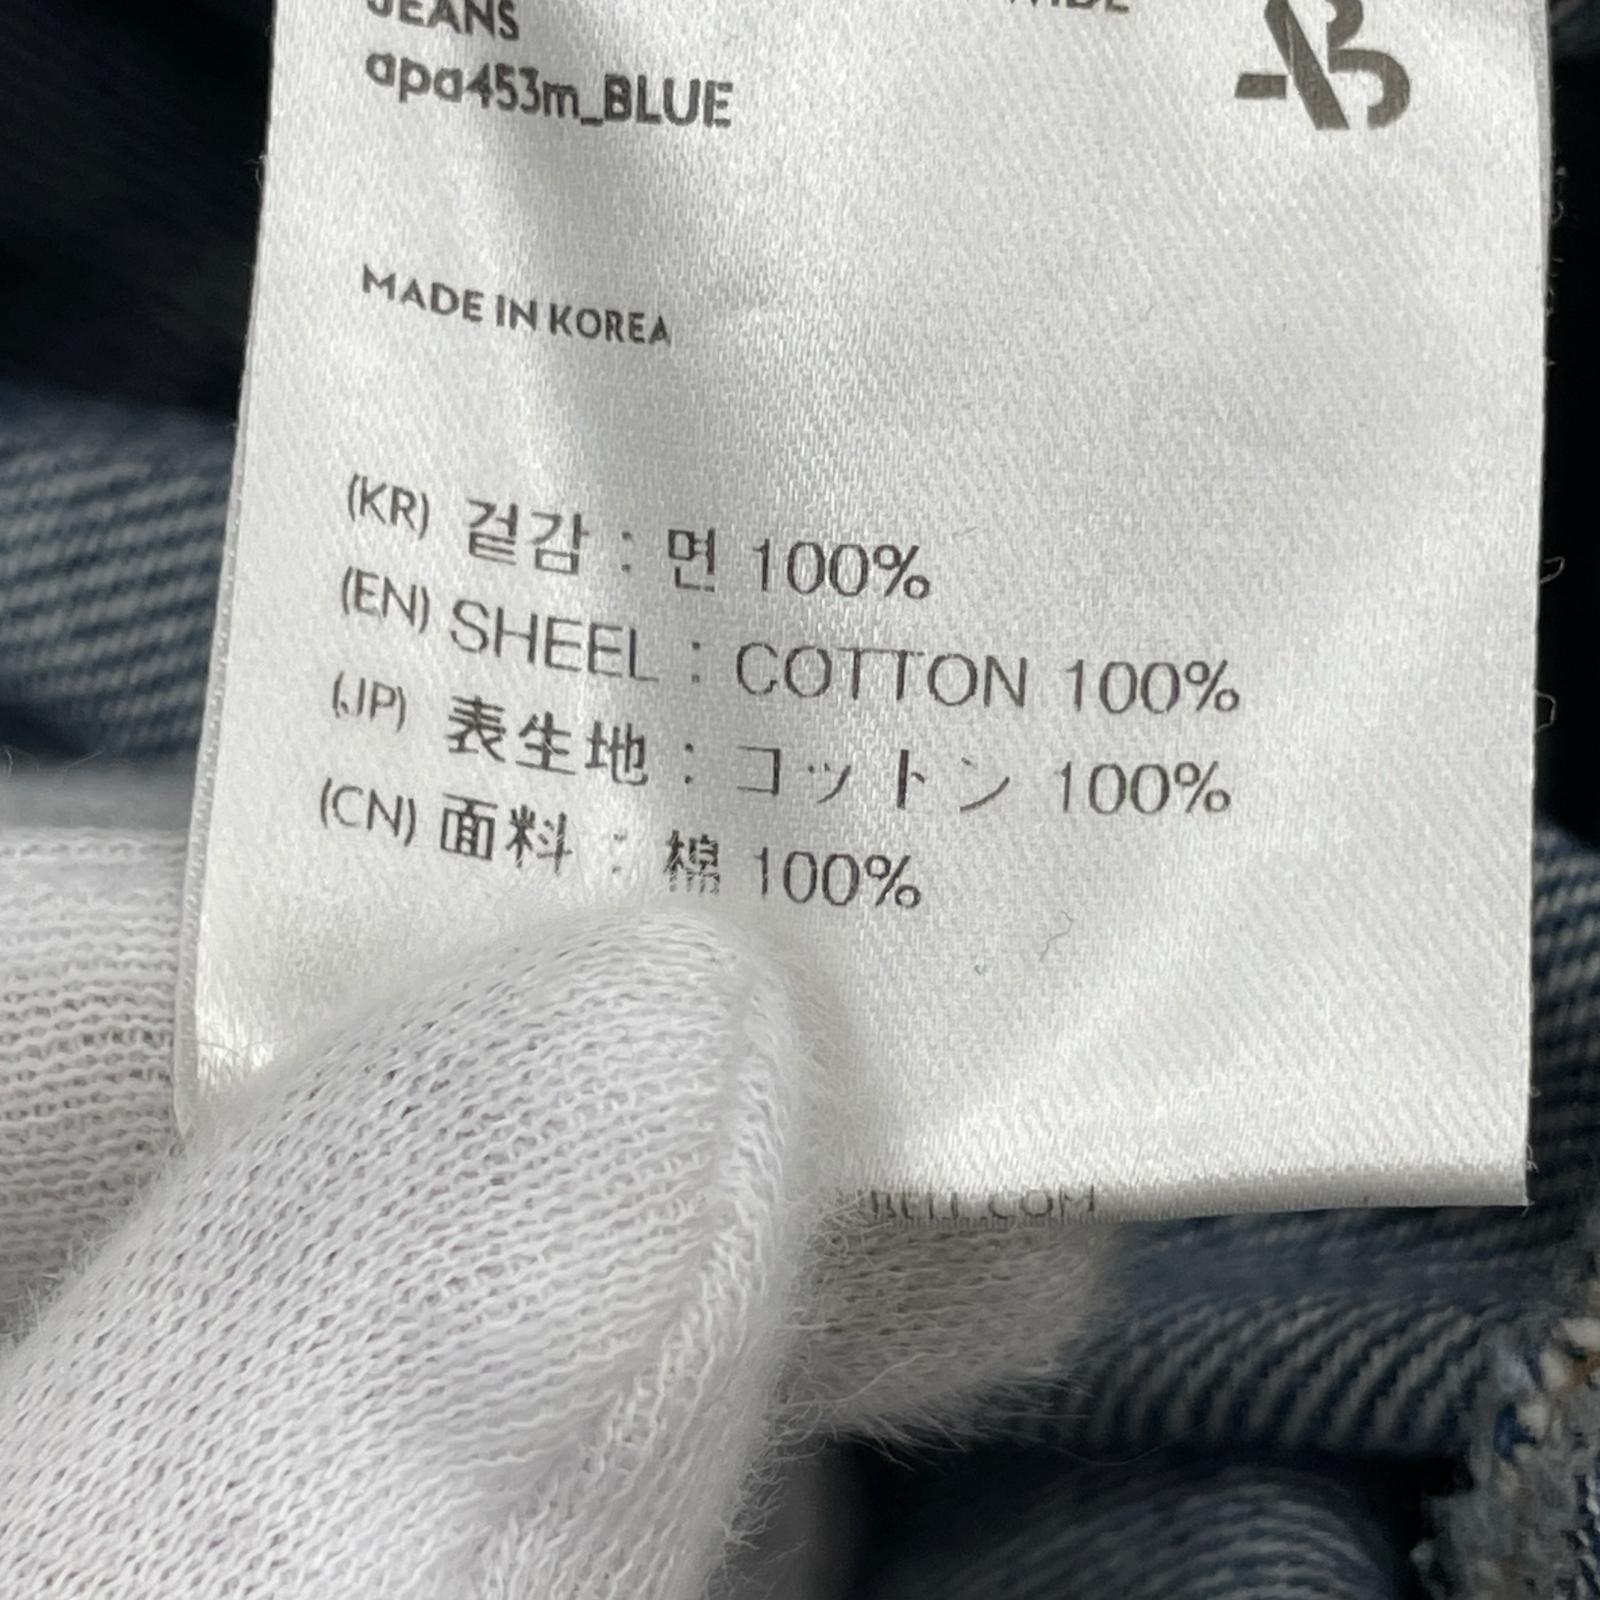 JEANS
apa453m_BLUE
MADE IN KOREA
(KR) 겉감 : 면 100%
(EN) SHEEL : COTTON 100%
(JP) 表生地 : コットン 100%
(CN) 面料 : 棉 100%